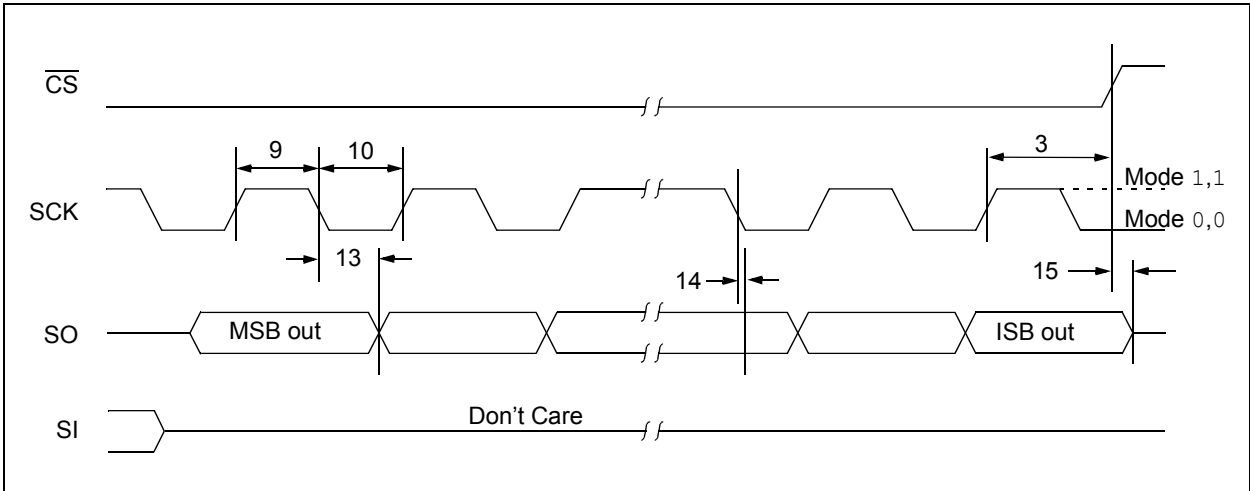 CS
9
10
3
Mode 1,1
SCK
Mode 0,0
13
14
15
SO
MSB out
ISB out
Don't Care
SI